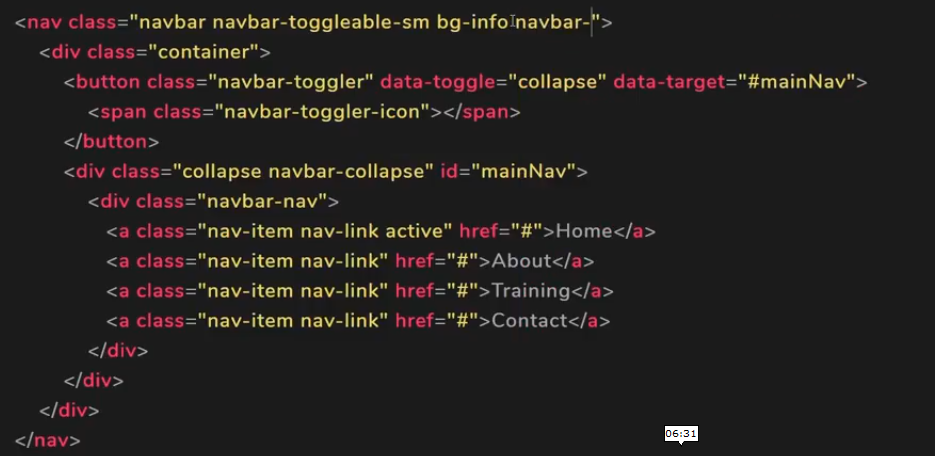 <nav class="navbar navbar-toggleable-sm bg-info navbar-">
<div class="container">
<button class="navbar-toggler" data-toggle="collapse" data-target="#mainNav">
<span class="navbar-toggler-icon"></span>
</button>
<div class="collapse navbar-collapse" id="mainNav">
<div class="navbar-nav">
<a class="nav-item nav-link active" href="#">Home</a>
<a class="nav-item nav-link" href="#">About</a>
<a class="nav-item nav-link" href="#">Training</a>
<a class="nav-item nav-link" href="#">Contact</a>
</div>
</div>
</div>
</nav>
06:31